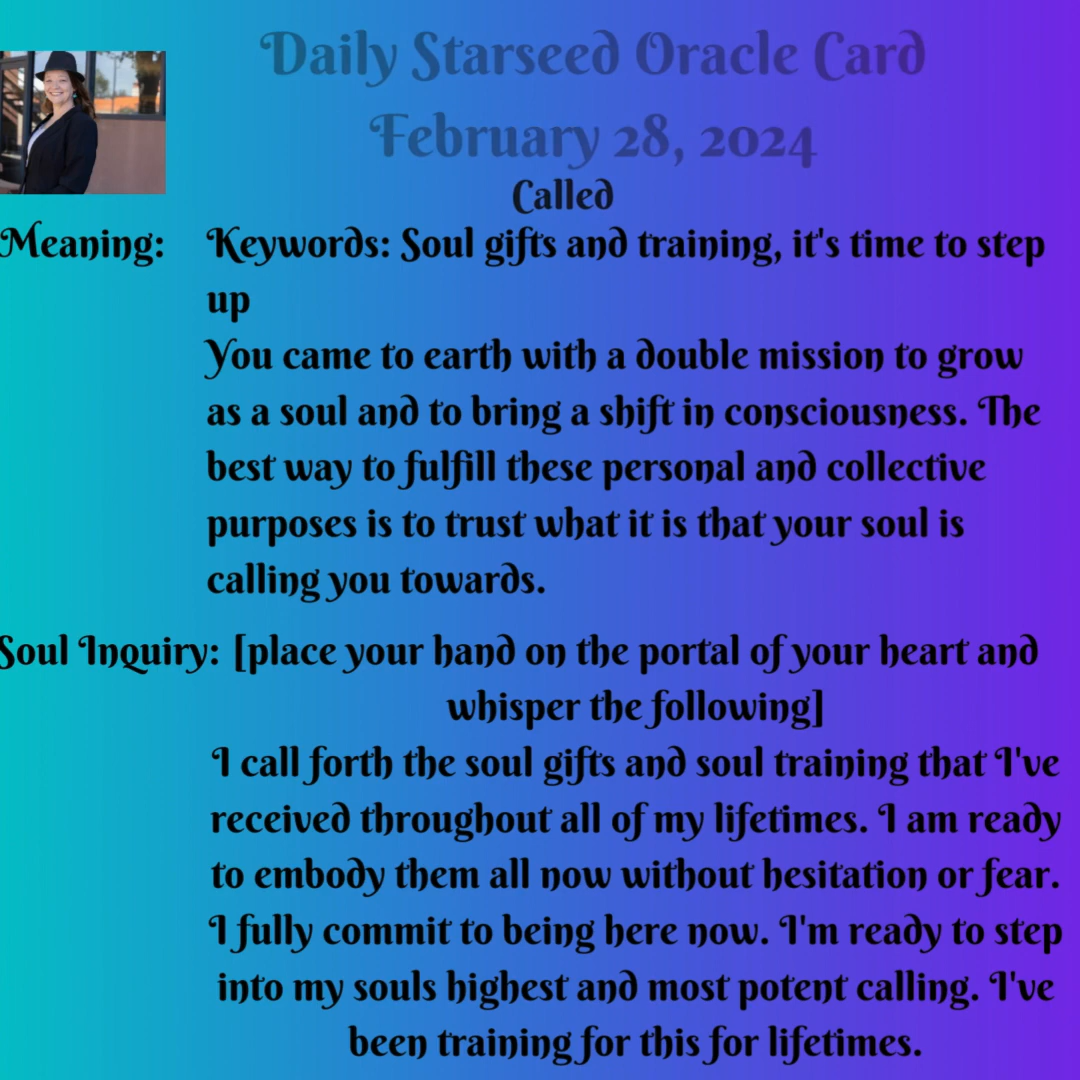 Daily Starseed Oracle Card
February 28, 2024
Called
Meaning: Keywords: Soul gifts and training, it's time to step
up
You came to earth with a double mission to grow
as a soul and to bring a shift in consciousness. The
best way to fulfill these personal and collective
purposes is to trust what it is that your soul is
calling you towards.
Soul Inquiry: [place your hand on the portal of your heart and
whisper the following]
I call forth the soul gifts and soul training that I've
received throughout all of my lifetimes. I am ready
to embody them all now without hesitation or fear.
I fully commit to being here now. I'm ready to step
into my souls highest and most potent calling. I've
been training for this for lifetimes.